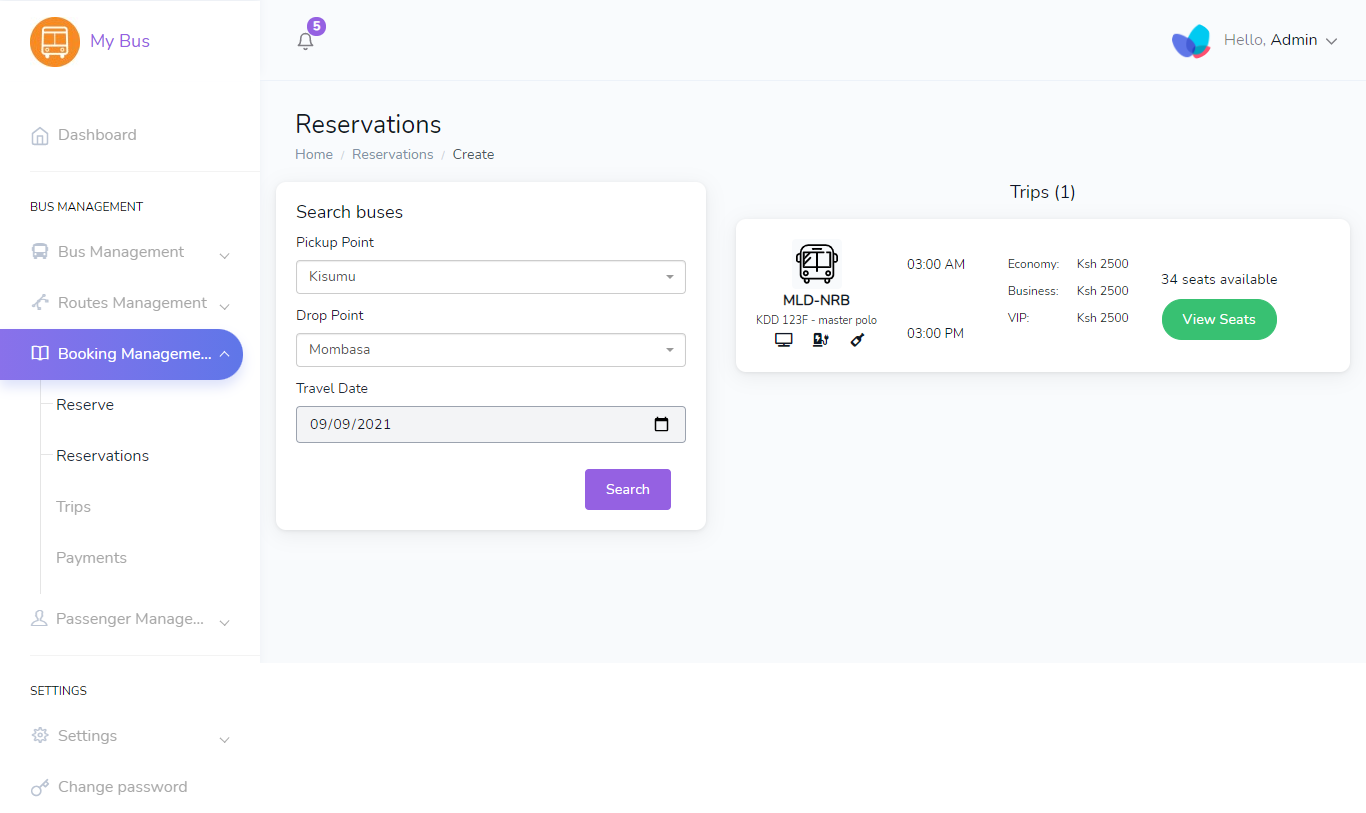 My Bus
5
Hello, Admin
Dashboard
BUS MANAGEMENT
Bus Management
Routes Management
Booking Manageme...
Reserve
Reservations
Trips
Payments
Passenger Manage...
SETTINGS
Settings
Change password
Reservations
Home / Reservations / Create
Search buses
Pickup Point
Kisumu
Drop Point
Mombasa
Travel Date
09/09/2021
Search
Trips (1)
MLD-NRB
KDD 123F - master polo
03:00 AM
03:00 PM
Economy: Ksh 2500
Business: Ksh 2500
VIP: Ksh 2500
34 seats available
View Seats